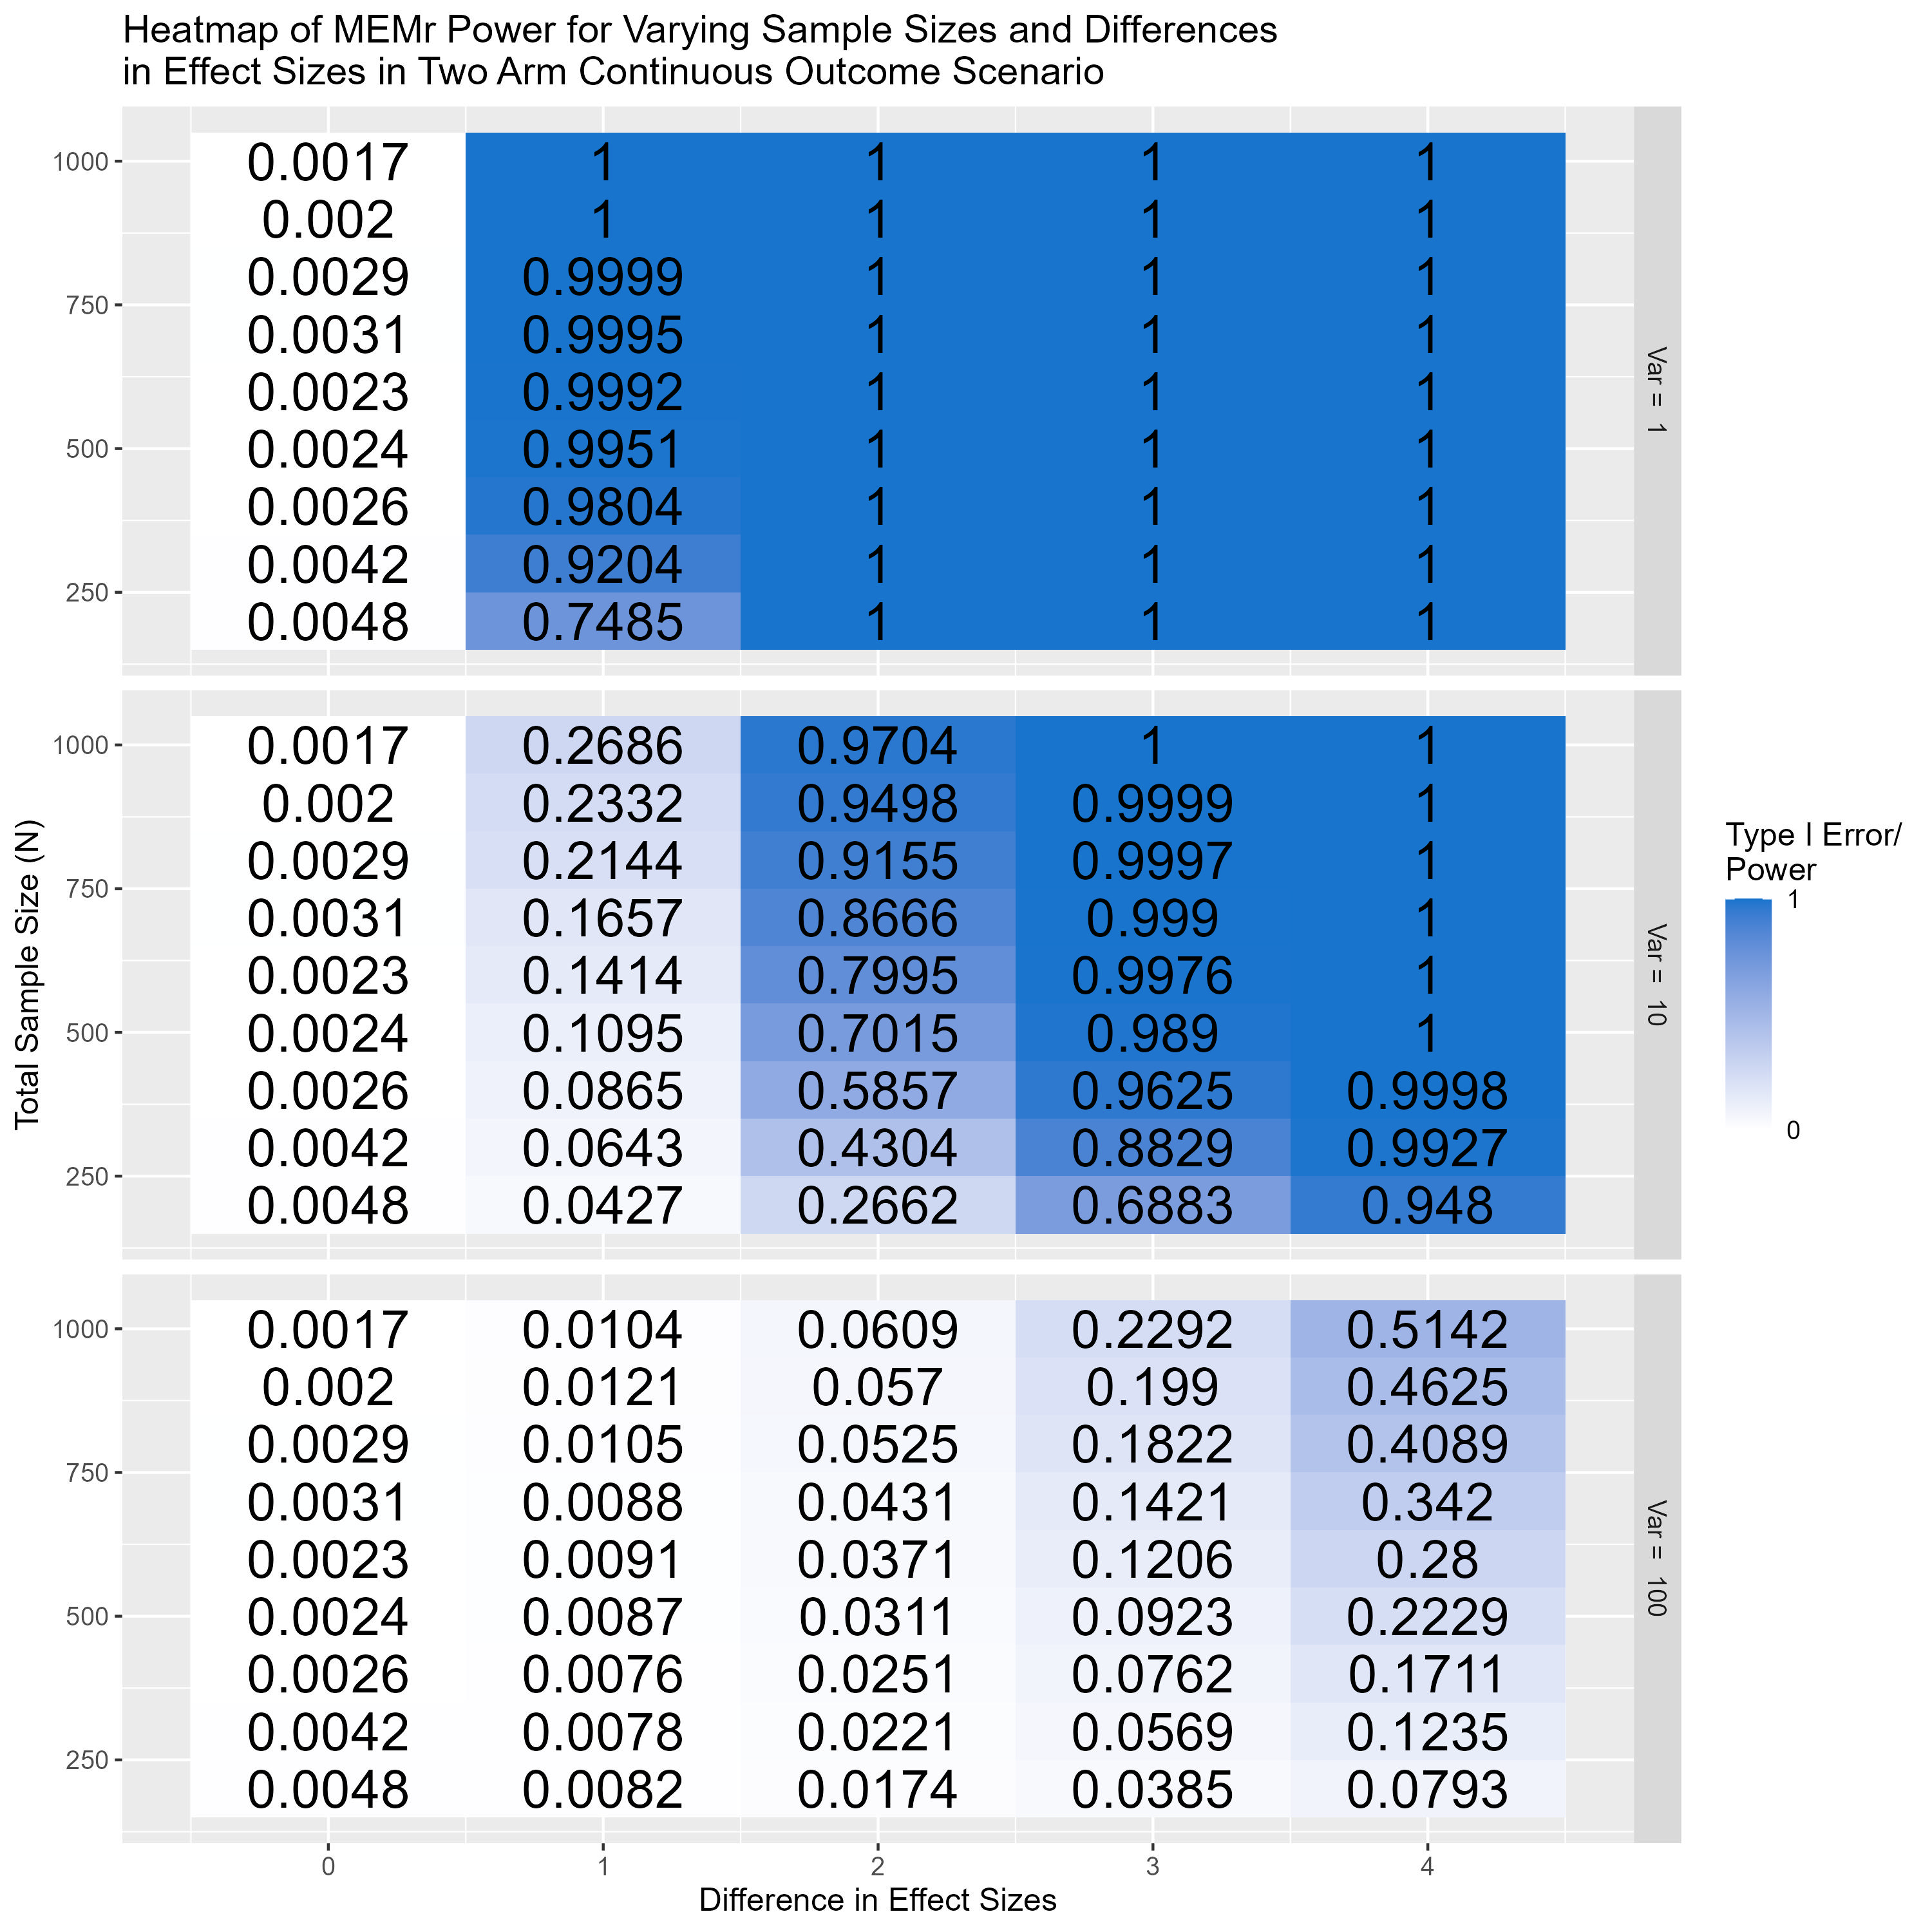 Heatmap of MEMr Power for Varying Sample Sizes and Differences
in Effect Sizes in Two Arm Continuous Outcome Scenario
1000 0.0017 1 1 1 1
0.002 1 1 1 1
0.0029 0.9999 1 1 1
750
0.0031 0.9995 1 1 1
0.0023 0.9992 1 1 1
500 0.0024 0.9951 1 1 1
0.0026 0.9804 1 1 1
0.0042 0.9204 1 1 1
250
0.0048 0.7485 1 1 1
Var = 1
1000 0.0017 0.2686 0.9704 1 1
0.002 0.2332 0.9498 0.9999 1
0.0029 0.2144 0.9155 0.9997 1
750
0.0031 0.1657 0.8666 0.999 1
0.0023 0.1414 0.7995 0.9976 1
500 0.0024 0.1095 0.7015 0.989 1
0.0026 0.0865 0.5857 0.9625 0.9998
0.0042 0.0643 0.4304 0.8829 0.9927
250
0.0048 0.0427 0.2662 0.6883 0.948
Var = 10
1000 0.0017 0.0104 0.0609 0.2292 0.5142
0.002 0.0121 0.057 0.199 0.4625
0.0029 0.0105 0.0525 0.1822 0.4089
750
0.0031 0.0088 0.0431 0.1421 0.342
0.0023 0.0091 0.0371 0.1206 0.28
500 0.0024 0.0087 0.0311 0.0923 0.2229
0.0026 0.0076 0.0251 0.0762 0.1711
0.0042 0.0078 0.0221 0.0569 0.1235
250
0.0048 0.0082 0.0174 0.0385 0.0793
Var = 100
0 1 2 3 4
Difference in Effect Sizes
Total Sample Size (N)
Type I Error/
Power
1
0